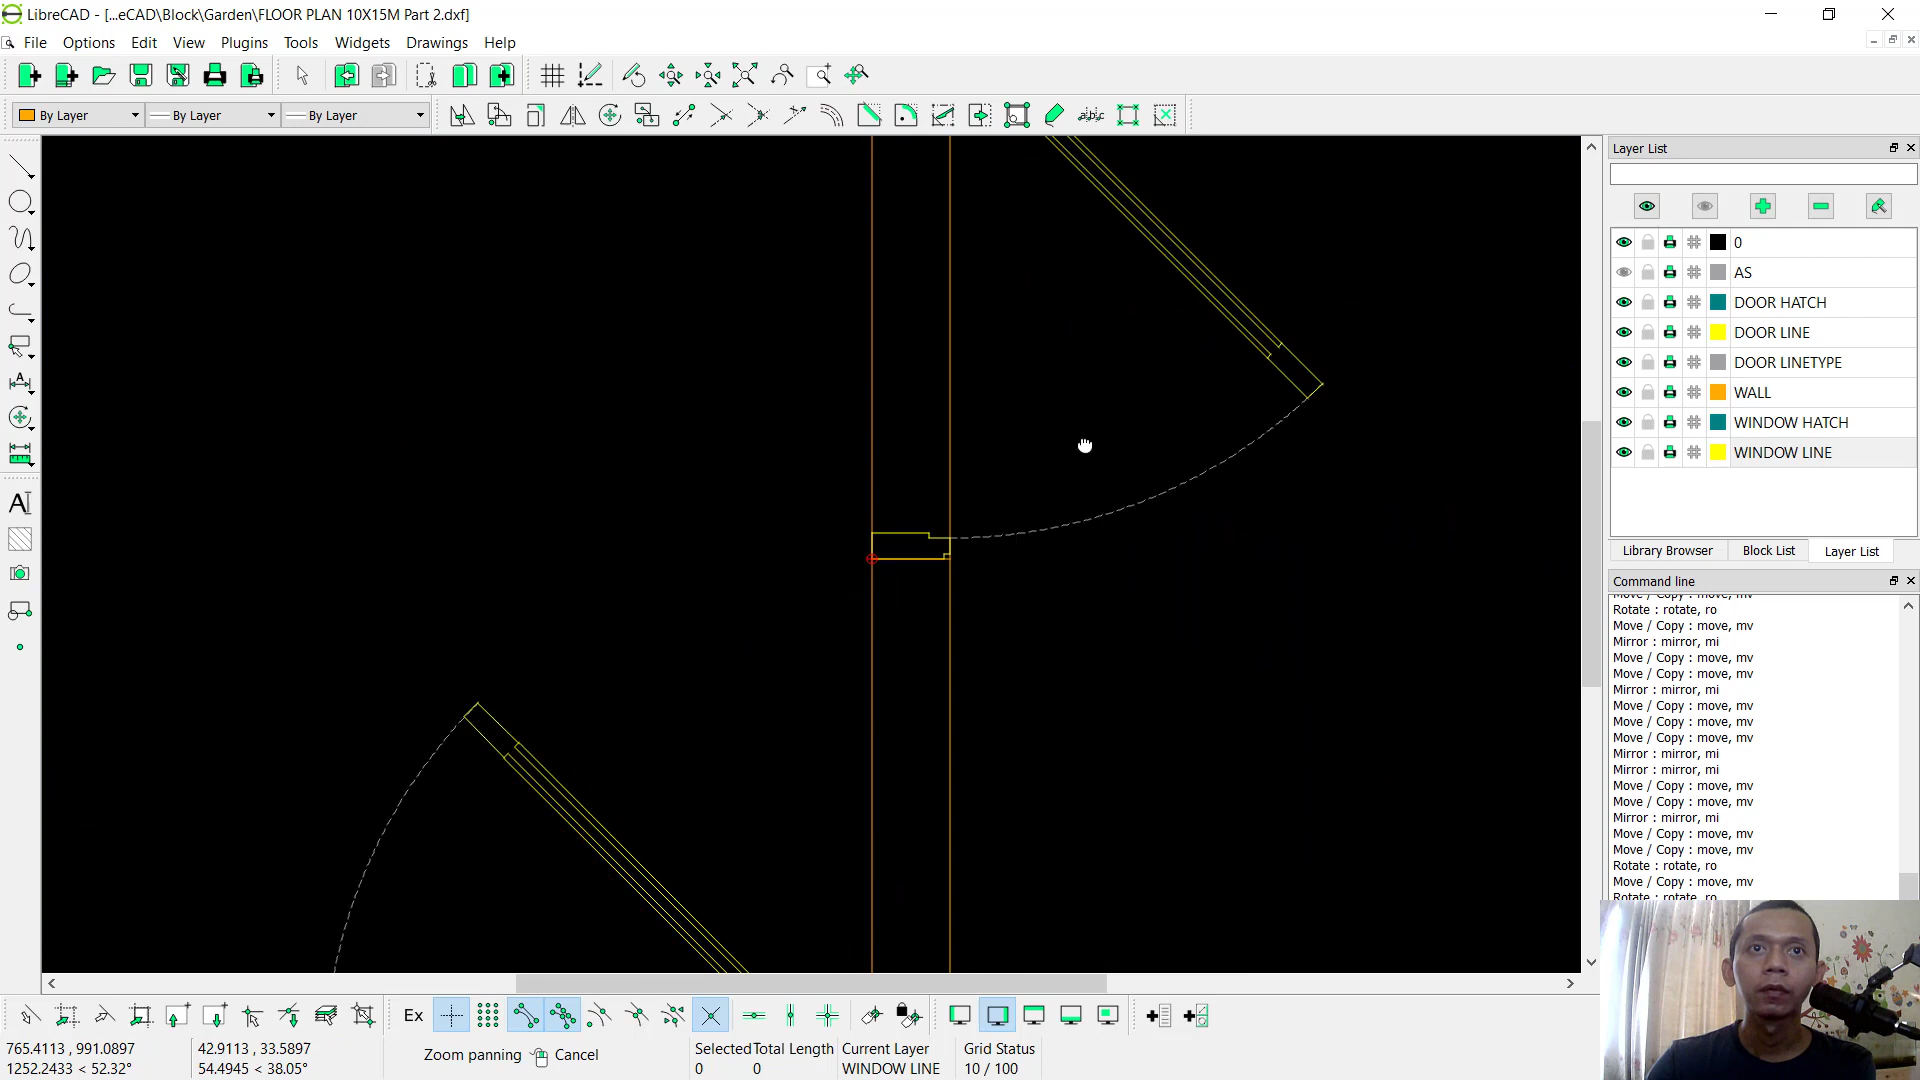 LibreCAD - [...eCAD\Block\Garden\FLOOR PLAN 10X15M Part 2.dxf]
File Options Edit View Plugins Tools Widgets Drawings Help
By Layer By Layer By Layer
Layer List
0
AS
DOOR HATCH
DOOR LINE
DOOR LINETYPE
WALL
WINDOW HATCH
WINDOW LINE
Library Browser Block List Layer List
Command line
Move / Copy : move, mv
Rotate : rotate, ro
Move / Copy : move, mv
Mirror : mirror, mi
Move / Copy : move, mv
Move / Copy : move, mv
Mirror : mirror, mi
Move / Copy : move, mv
Move / Copy : move, mv
Move / Copy : move, mv
Mirror : mirror, mi
Mirror : mirror, mi
Move / Copy : move, mv
Move / Copy : move, mv
Mirror : mirror, mi
Move / Copy : move, mv
Move / Copy : move, mv
Rotate : rotate, ro
Move / Copy : move, mv
Rotate : rotate, ro
Ex
765.4113 , 991.0897 42.9113 , 33.5897 Zoom panning Cancel Selected Total Length Current Layer Grid Status
1252.2433 < 52.32° 54.4945 < 38.05° 0 0 WINDOW LINE 10 / 100